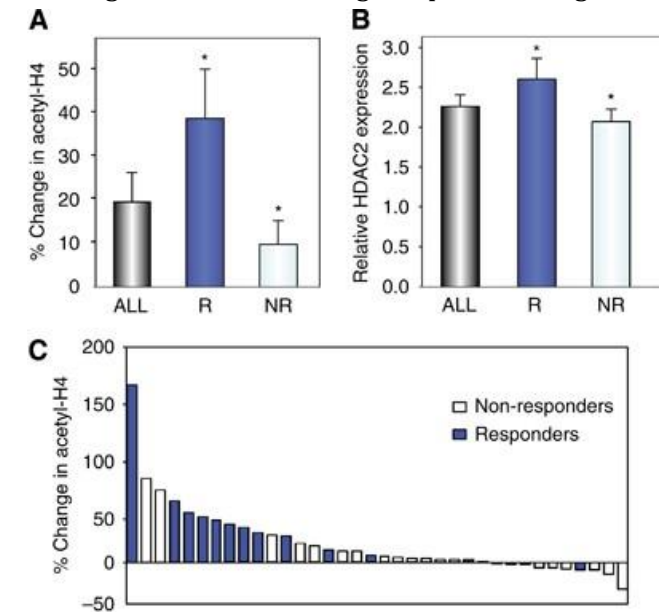 A
% Change in acetyl-H4
50
40
30
20
10
0
*
*
ALL R NR
B
Relative HDAC2 expression
3.0
2.5
2.0
1.5
1.0
0.5
0.0
*
*
ALL R NR
C
% Change in acetyl-H4
200
150
100
50
0
−50
Non-responders
Responders